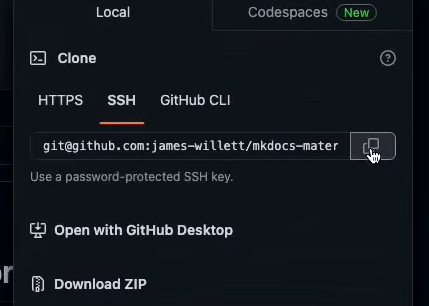 Local
Codespaces New
Clone
HTTPS SSH GitHub CLI
git@github.com:james-willett/mkdocs-mater
Use a password-protected SSH key.
Open with GitHub Desktop
or
Download ZIP